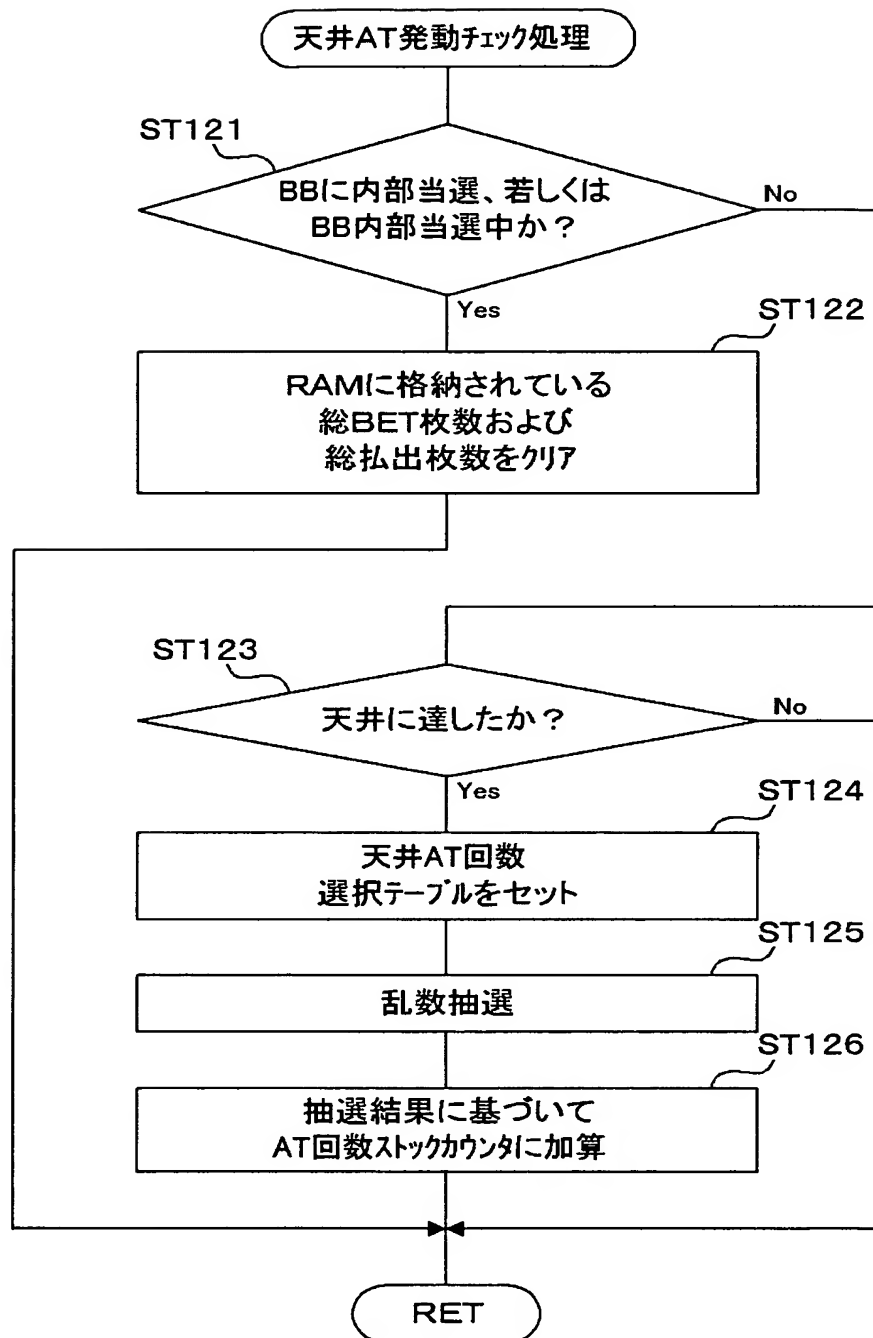 天井AT発動チェック処理
ST121
BBに内部当選、若しくは
BB内部当選中か？
No
Yes
ST122
RAMに格納されている
総BET枚数および
総払出枚数をクリア
ST123
天井に達したか？
No
Yes
ST124
天井AT回数
選択テーブルをセット
ST125
乱数抽選
ST126
抽選結果に基づいて
AT回数ストックカウンタに加算
RET